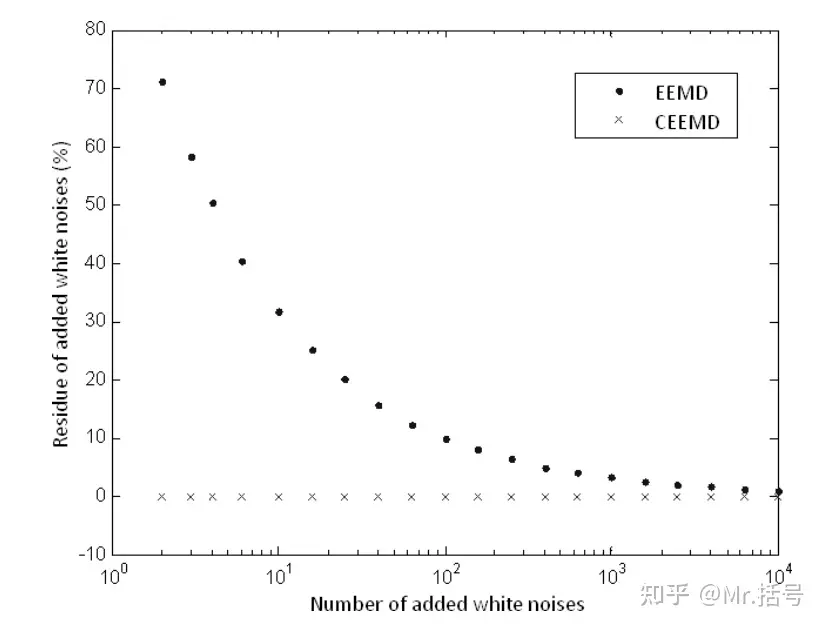 80
70
60
50
40
30
20
10
0
-10
Residue of added white noises (%)
EEMD
CEEMD
10^0 10^1 10^2 10^3 10^4
Number of added white noises
知乎 @Mr.括号